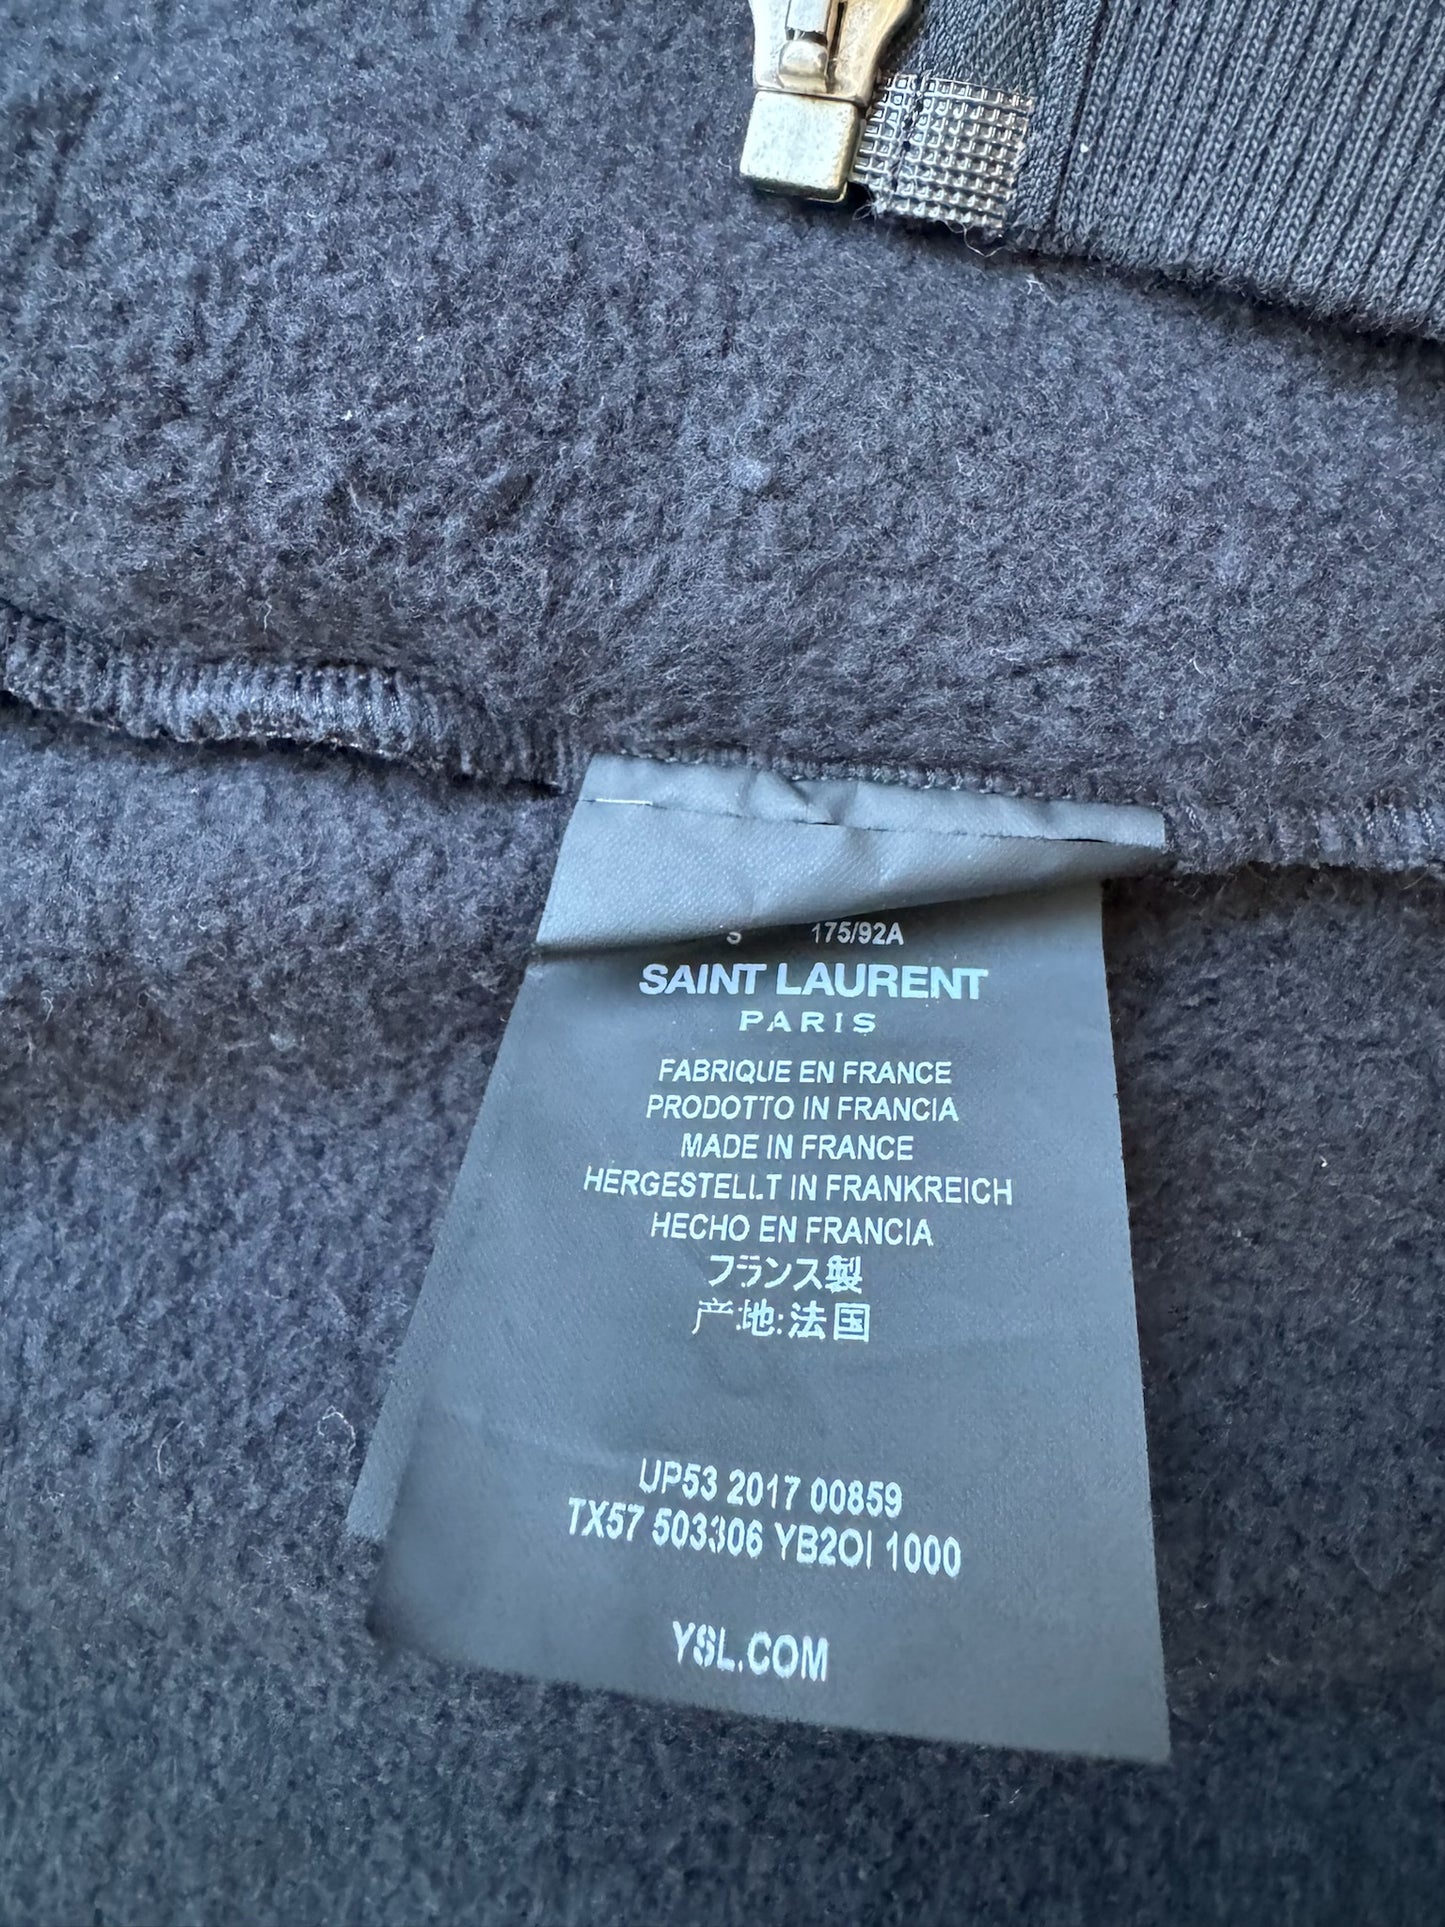 S 175/92A
SAINT LAURENT
PARIS
FABRIQUE EN FRANCE
PRODOTTO IN FRANCIA
MADE IN FRANCE
HERGESTELLT IN FRANKREICH
HECHO EN FRANCIA
フランス製
产地:法国
UP53 2017 00859
TX57 503306 YB2OI 1000
YSL.COM